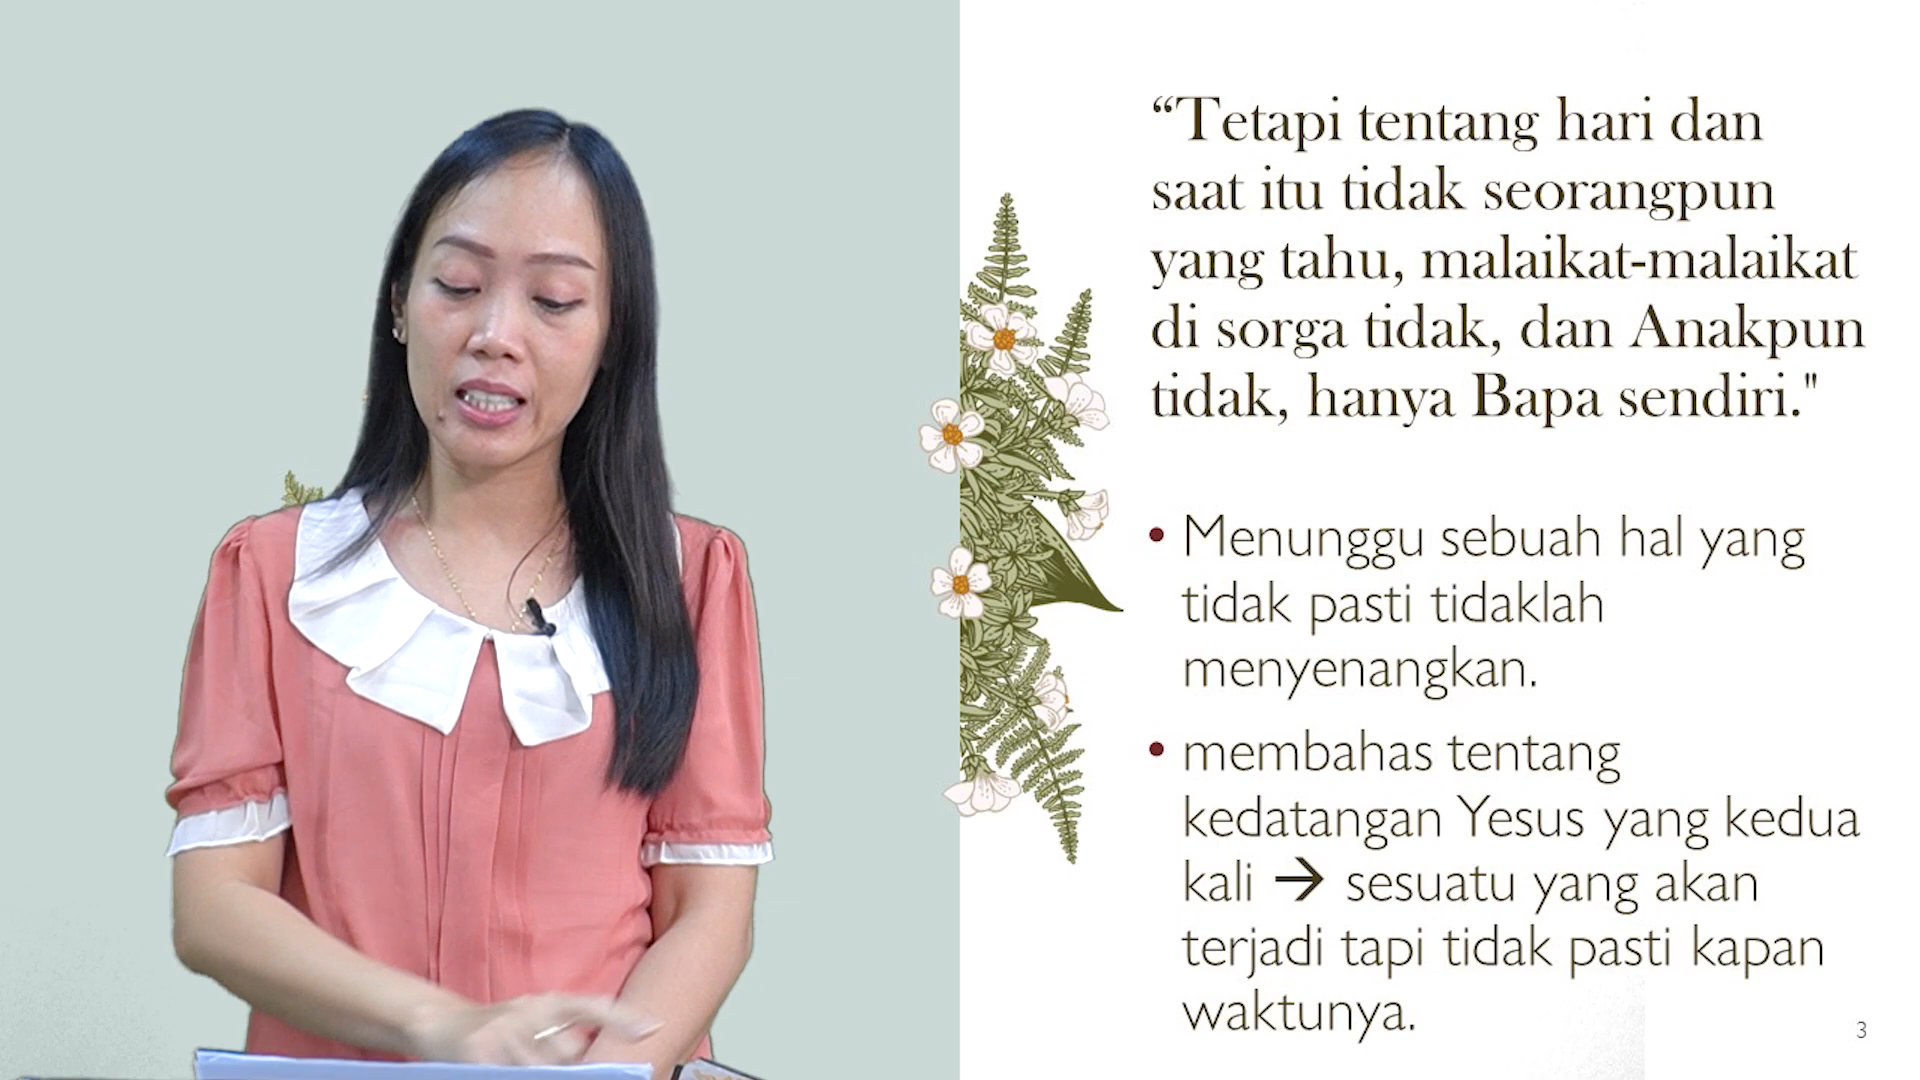 “Tetapi tentang hari dan
saat itu tidak seorangpun
yang tahu, malaikat-malaikat
di sorga tidak, dan Anakpun
tidak, hanya Bapa sendiri."
• Menunggu sebuah hal yang
tidak pasti tidaklah
menyenangkan.
• membahas tentang
kedatangan Yesus yang kedua
kali → sesuatu yang akan
terjadi tapi tidak pasti kapan
waktunya.
3